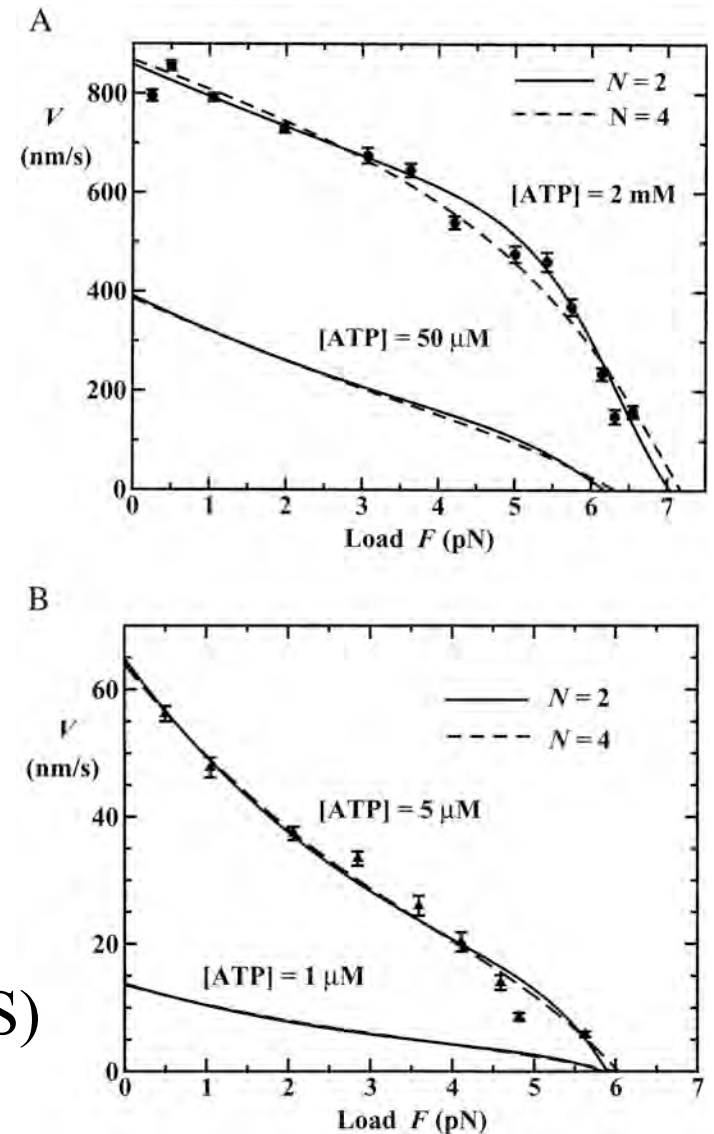 A
800
V
(nm/s)
600
400
200
0
N = 2
N = 4
[ATP] = 2 mM
[ATP] = 50 μM
0 1 2 3 4 5 6 7
Load F (pN)
B
60
V
(nm/s)
40
20
0
N = 2
N = 4
[ATP] = 5 μM
[ATP] = 1 μM
S)
0 1 2 3 4 5 6 7
Load F (pN)